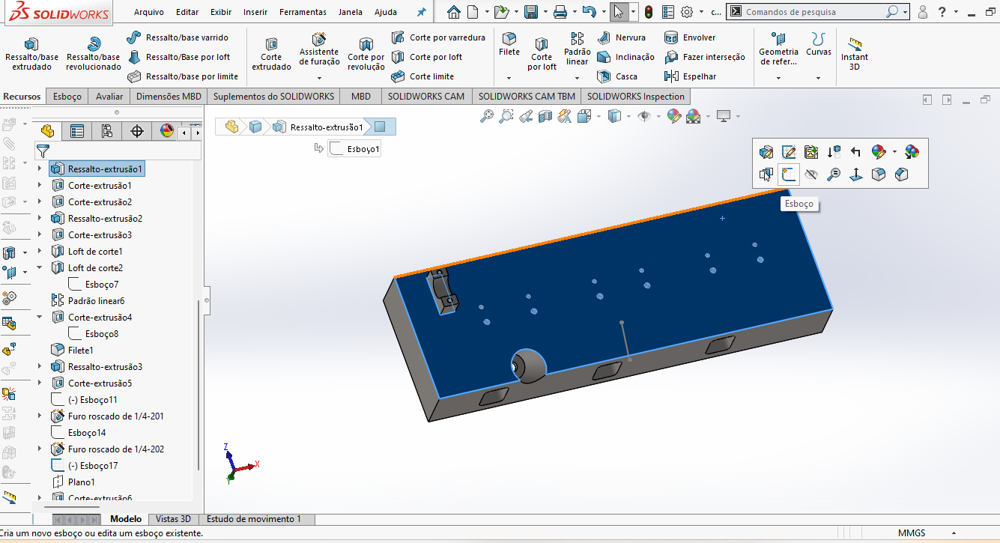 SOLIDWORKS
Arquivo Editar Exibir Inserir Ferramentas Janela Ajuda
c...
Comandos de pesquisa
?
Ressalto/base extrudado
Ressalto/base revolucionado
Ressalto/base varrido
Ressalto/Base por loft
Ressalto/base por limite
Corte extrudado
Assistente de furação
Corte por revolução
Corte por varredura
Corte por loft
Corte limite
Filete
Corte por loft
Padrão linear
Nervura
Inclinação
Casca
Envolver
Fazer interseção
Espelhar
Geometria de refer...
Curvas
Instant 3D
Recursos Esboço Avaliar Dimensões MBD Suplementos do SOLIDWORKS MBD SOLIDWORKS CAM SOLIDWORKS CAM TBM SOLIDWORKS Inspection
Ressalto-extrusão1
Esboço1
Esboço
Ressalto-extrusão1
Corte-extrusão1
Corte-extrusão2
Ressalto-extrusão2
Corte-extrusão3
Loft de corte1
Loft de corte2
Esboço7
Padrão linear6
Corte-extrusão4
Esboço8
Filete1
Ressalto-extrusão3
Corte-extrusão5
(-) Esboço11
Furo roscado de 1/4-201
Esboço14
Furo roscado de 1/4-202
(-) Esboço17
Plano1
Corte-extrusão6
Z
X
Y
Modelo Vistas 3D Estudo de movimento 1
Cria um novo esboço ou edita um esboço existente.
MMGS